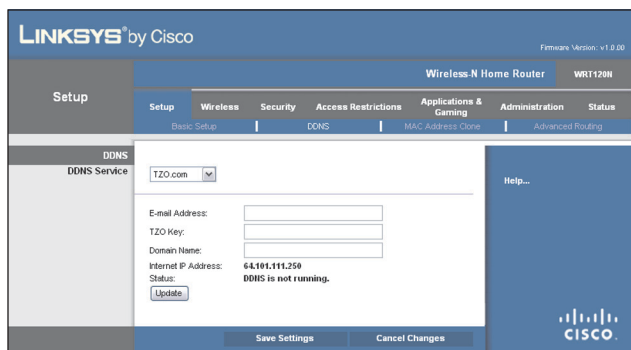 LINKSYS® by Cisco
Firmware Version: v1.0.00
Wireless-N Home Router WRT120N
Setup
Setup Wireless Security Access Restrictions Applications & Gaming Administration Status
Basic Setup DDNS MAC Address Clone Advanced Routing
DDNS
DDNS Service
TZO.com
Help...
E-mail Address:
TZO Key:
Domain Name:
Internet IP Address: 64.101.111.250
Status: DDNS is not running.
Update
Save Settings Cancel Changes
CISCO.